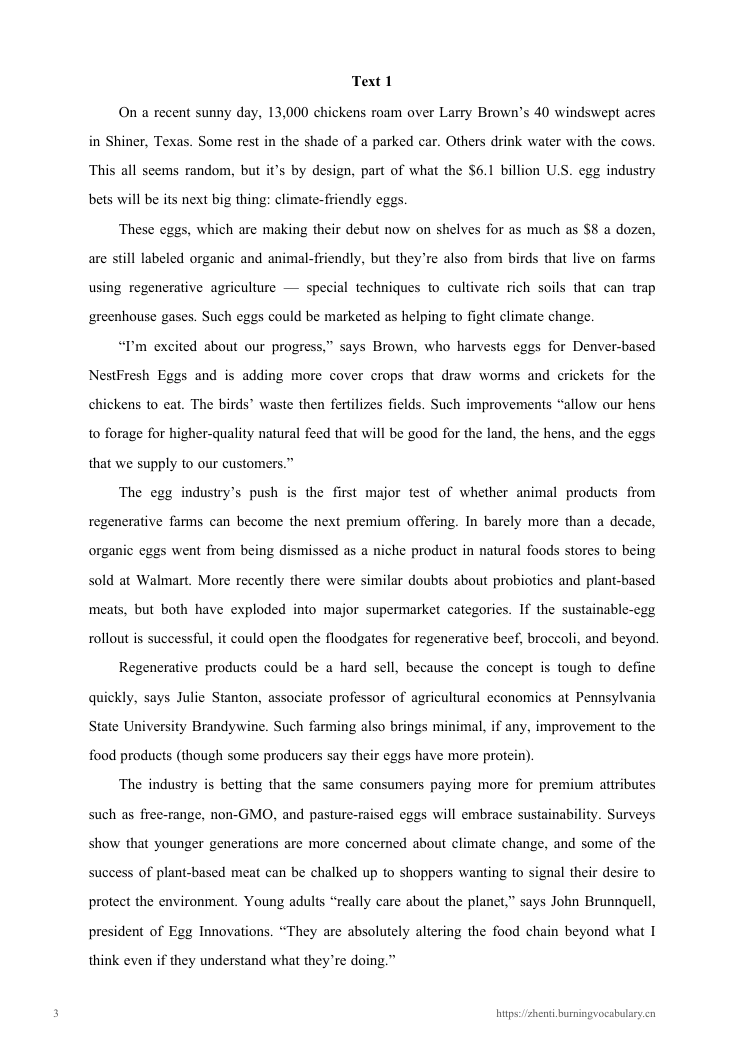 Text 1
On a recent sunny day, 13,000 chickens roam over Larry Brown’s 40 windswept acres
in Shiner, Texas. Some rest in the shade of a parked car. Others drink water with the cows.
This all seems random, but it’s by design, part of what the $6.1 billion U.S. egg industry
bets will be its next big thing: climate-friendly eggs.
These eggs, which are making their debut now on shelves for as much as $8 a dozen,
are still labeled organic and animal-friendly, but they’re also from birds that live on farms
using regenerative agriculture — special techniques to cultivate rich soils that can trap
greenhouse gases. Such eggs could be marketed as helping to fight climate change.
“I’m excited about our progress,” says Brown, who harvests eggs for Denver-based
NestFresh Eggs and is adding more cover crops that draw worms and crickets for the
chickens to eat. The birds’ waste then fertilizes fields. Such improvements “allow our hens
to forage for higher-quality natural feed that will be good for the land, the hens, and the eggs
that we supply to our customers.”
The egg industry’s push is the first major test of whether animal products from
regenerative farms can become the next premium offering. In barely more than a decade,
organic eggs went from being dismissed as a niche product in natural foods stores to being
sold at Walmart. More recently there were similar doubts about probiotics and plant-based
meats, but both have exploded into major supermarket categories. If the sustainable-egg
rollout is successful, it could open the floodgates for regenerative beef, broccoli, and beyond.
Regenerative products could be a hard sell, because the concept is tough to define
quickly, says Julie Stanton, associate professor of agricultural economics at Pennsylvania
State University Brandywine. Such farming also brings minimal, if any, improvement to the
food products (though some producers say their eggs have more protein).
The industry is betting that the same consumers paying more for premium attributes
such as free-range, non-GMO, and pasture-raised eggs will embrace sustainability. Surveys
show that younger generations are more concerned about climate change, and some of the
success of plant-based meat can be chalked up to shoppers wanting to signal their desire to
protect the environment. Young adults “really care about the planet,” says John Brunnquell,
president of Egg Innovations. “They are absolutely altering the food chain beyond what I
think even if they understand what they’re doing.”
3
https://zhenti.burningvocabulary.cn